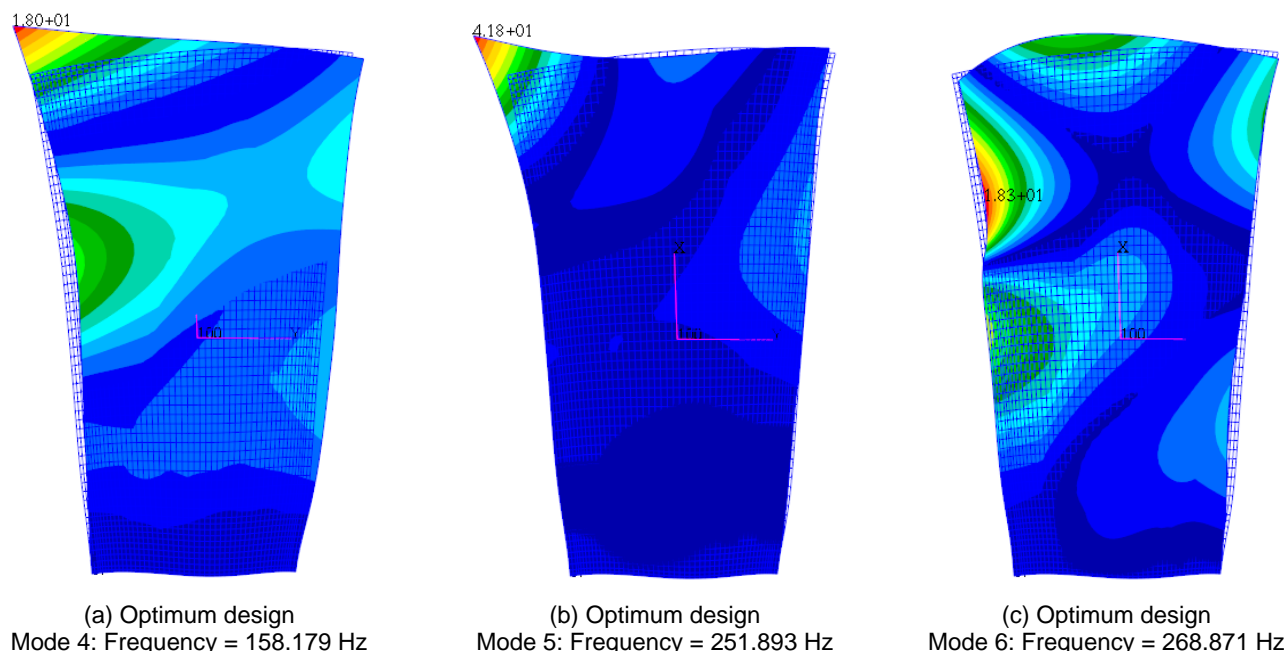 1.80+01
4.18+01
1.83+01
X
X
100
Y
100
100
(a) Optimum design
Mode 4: Frequency = 158.179 Hz
(b) Optimum design
Mode 5: Frequency = 251.893 Hz
(c) Optimum design
Mode 6: Frequency = 268.871 Hz